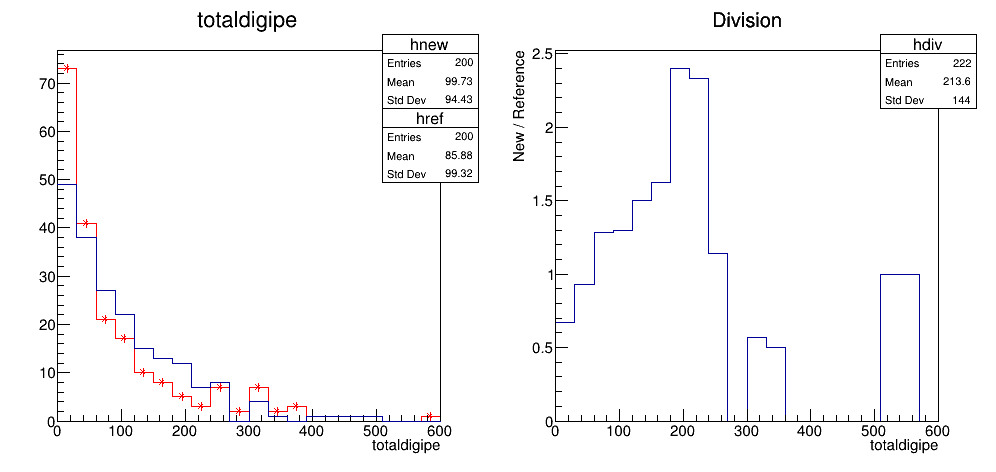 totaldigipe
hnew
Entries 200
Mean 99.73
Std Dev 94.43
href
Entries 200
Mean 85.88
Std Dev 99.32
70
60
50
40
30
20
10
0
0 100 200 300 400 500 600
totaldigipe
Division
hdiv
Entries 222
Mean 213.6
Std Dev 144
New / Reference
2.5
2
1.5
1
0.5
0
0 100 200 300 400 500 600
totaldigipe